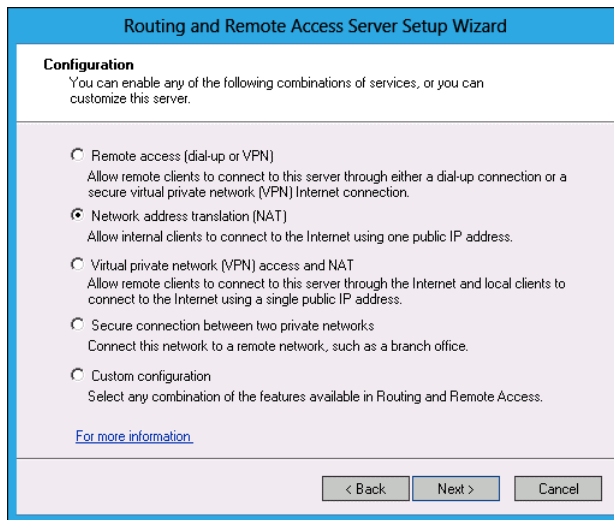 Routing and Remote Access Server Setup Wizard
Configuration
You can enable any of the following combinations of services, or you can
customize this server.
Remote access (dial-up or VPN)
Allow remote clients to connect to this server through either a dial-up connection or a
secure virtual private network (VPN) Internet connection.
Network address translation (NAT)
Allow internal clients to connect to the Internet using one public IP address.
Virtual private network (VPN) access and NAT
Allow remote clients to connect to this server through the Internet and local clients to
connect to the Internet using a single public IP address.
Secure connection between two private networks
Connect this network to a remote network, such as a branch office.
Custom configuration
Select any combination of the features available in Routing and Remote Access.
For more information
< Back Next > Cancel